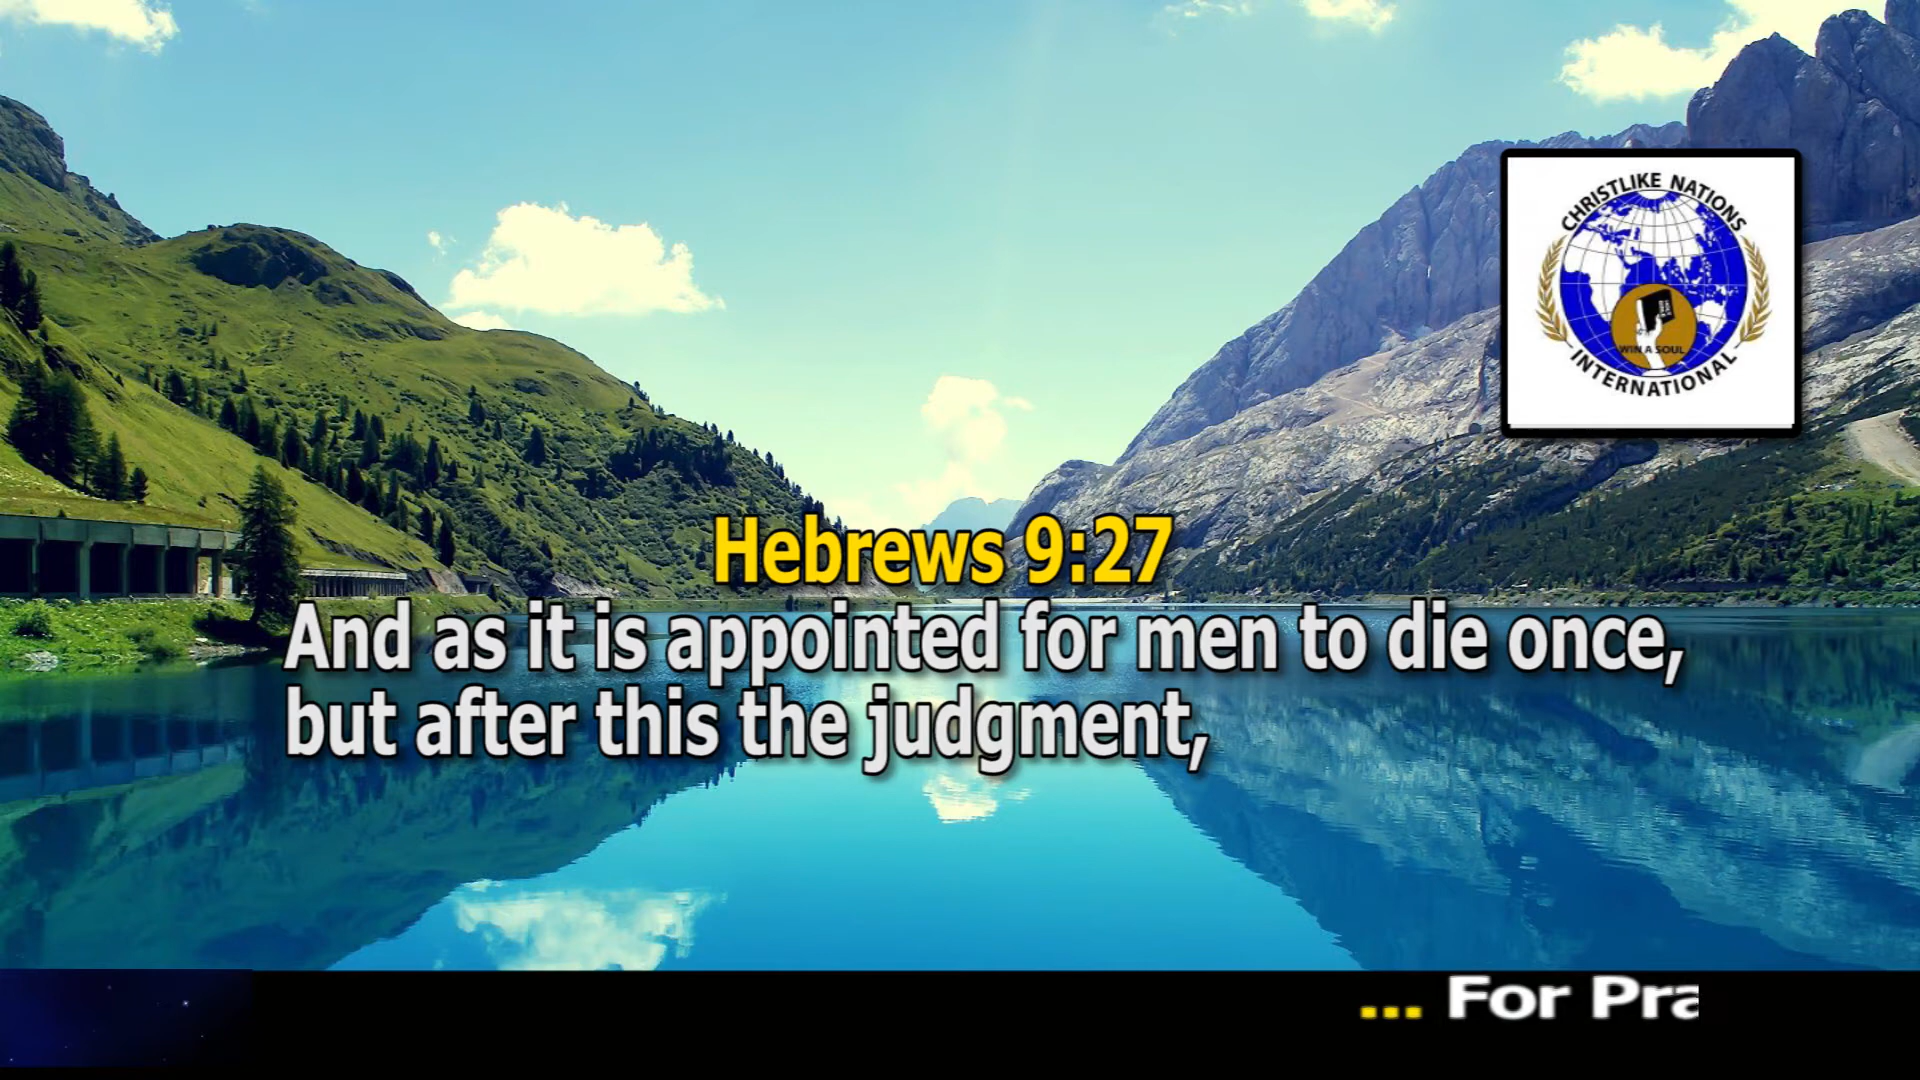 CHRISTLIKE NATIONS
WIN A SOUL
INTERNATIONAL
Hebrews 9:27
And as it is appointed for men to die once,
but after this the judgment,
... For Pra